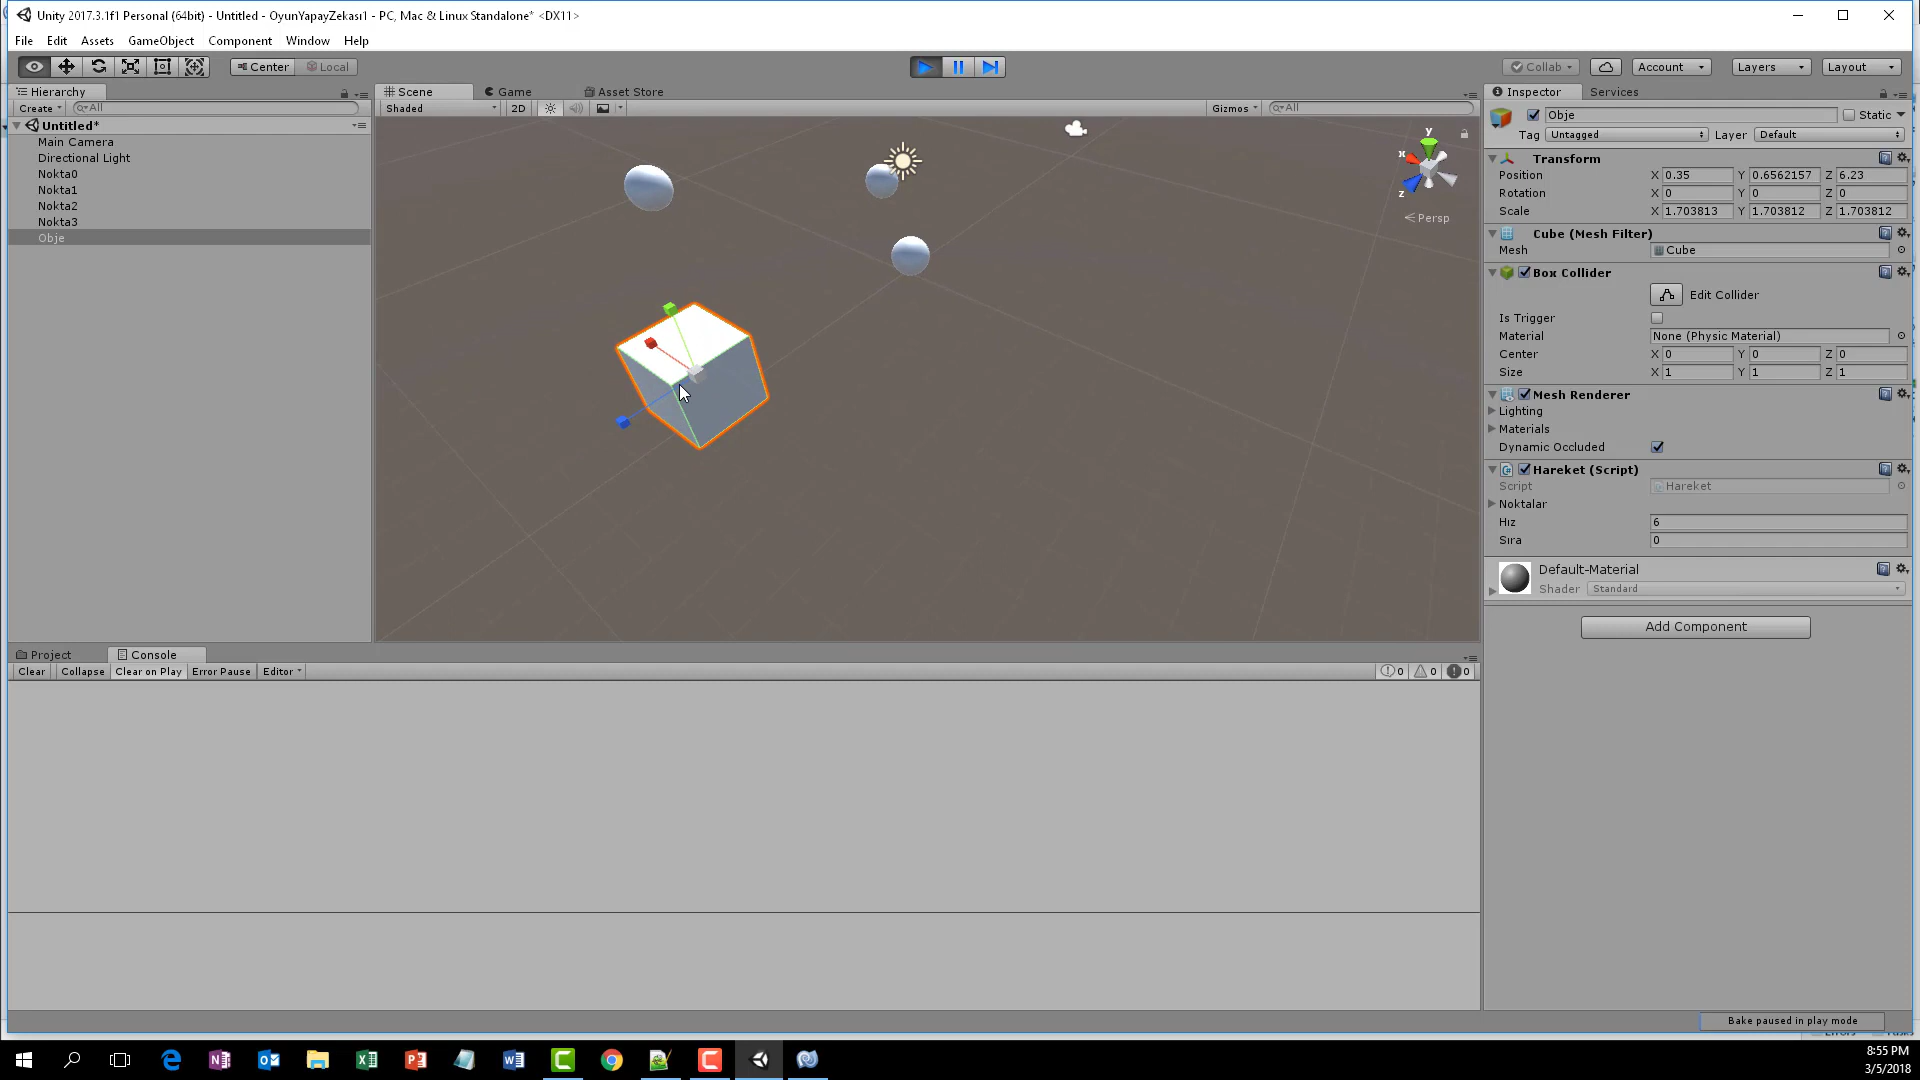 Unity 2017.3.1f1 Personal (64bit) - Untitled - OyunYapayZekası1 - PC, Mac & Linux Standalone* <DX11>
File Edit Assets GameObject Component Window Help
Center Local Collab Account Layers Layout
Hierarchy Scene Game Asset Store Inspector Services
Create All Shaded 2D Gizmos All
Untitled*
Main Camera
Directional Light
Nokta0
Nokta1
Nokta2
Nokta3
Obje
y
x
z
Persp
Obje Static
Tag Untagged Layer Default
Transform
Position X 0.35 Y 0.6562157 Z 6.23
Rotation X 0 Y 0 Z 0
Scale X 1.703813 Y 1.703812 Z 1.703812
Cube (Mesh Filter)
Mesh Cube
Box Collider
Edit Collider
Is Trigger
Material None (Physic Material)
Center X 0 Y 0 Z 0
Size X 1 Y 1 Z 1
Mesh Renderer
Lighting
Materials
Dynamic Occluded
Hareket (Script)
Script Hareket
Noktalar
Hız 6
Sıra 0
Default-Material
Shader Standard
Add Component
Project Console
Clear Collapse Clear on Play Error Pause Editor 0 0 0
Bake paused in play mode
8:55 PM
3/5/2018